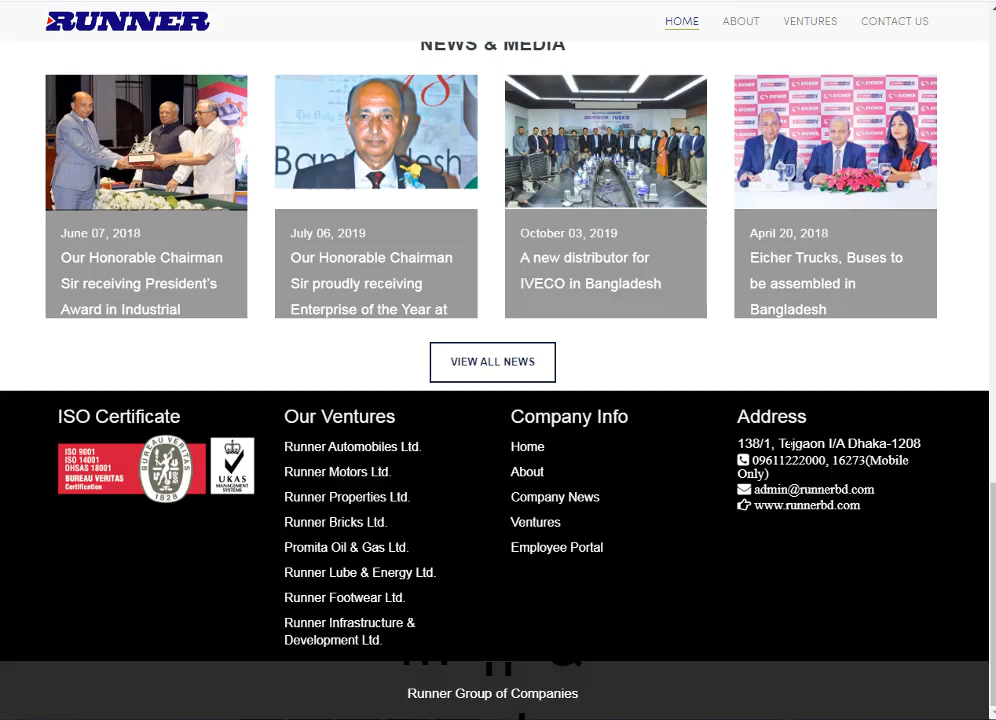 RUNNER
HOME ABOUT VENTURES CONTACT US
NEWS & MEDIA
EICHER
RUNNER IVECO
June 07, 2018
Our Honorable Chairman
Sir receiving President's
Award in Industrial
July 06, 2019
Our Honorable Chairman
Sir proudly receiving
Enterprise of the Year at
October 03, 2019
A new distributor for
IVECO in Bangladesh
April 20, 2018
Eicher Trucks, Buses to
be assembled in
Bangladesh
VIEW ALL NEWS
ISO Certificate
ISO 9001
ISO 14001
OHSAS 18001
BUREAU VERITAS
Certification
BUREAU VERITAS
1828
UKAS
MANAGEMENT
SYSTEMS
Our Ventures
Runner Automobiles Ltd.
Runner Motors Ltd.
Runner Properties Ltd.
Runner Bricks Ltd.
Promita Oil & Gas Ltd.
Runner Lube & Energy Ltd.
Runner Footwear Ltd.
Runner Infrastructure &
Development Ltd.
Company Info
Home
About
Company News
Ventures
Employee Portal
Address
138/1, Tejgaon I/A Dhaka-1208
09611222000, 16273(Mobile
Only)
admin@runnerbd.com
www.runnerbd.com
Runner Group of Companies